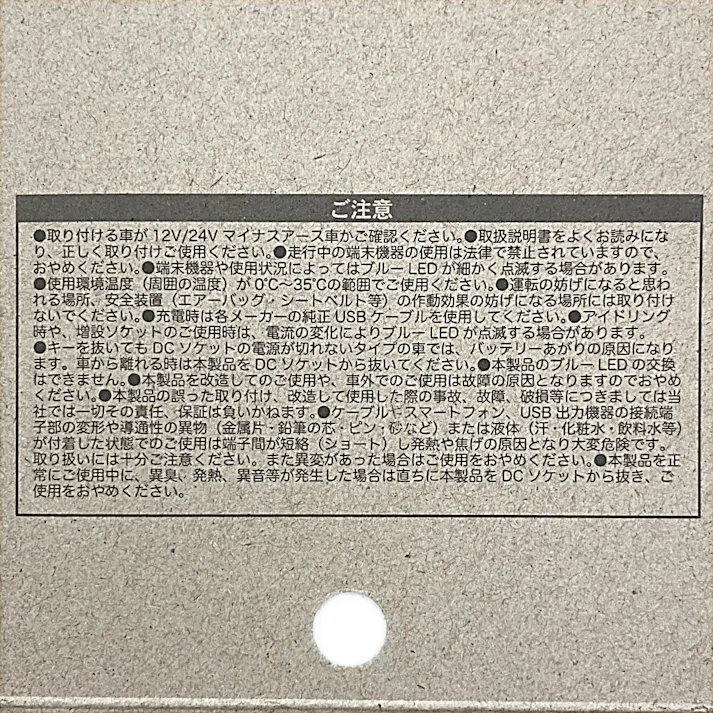 ご注意
●取り付ける車が12V/24Vマイナスアース車かご確認ください。●取扱説明書をよくお読みにな
り、正しく取り付けご使用ください。●走行中の端末機器の使用は法律で禁止されていますので、
おやめください。●端末機器や使用状況によってはブルーLEDが細かく点滅する場合があります。
●使用環境温度（周囲の温度）が0℃〜35℃の範囲でご使用ください。●運転の妨げになると思わ
れる場所、安全装置（エアーバッグ・シートベルト等）の作動効果の妨げになる場所には取り付け
ないでください。●充電時は各メーカーの純正USBケーブルを使用してください。●アイドリング
時や、増設ソケットのご使用時は、電流の変化によりブルーLEDが点滅する場合があります。
●キーを抜いてもDCソケットの電源が切れないタイプの車では、バッテリーあがりの原因になり
ます。車から離れる時は本製品をDCソケットから抜いてください。●本製品のブルーLEDの交換
はできません。●本製品を改造してのご使用や、車外でのご使用は故障の原因となりますのでおやめ
ください。●本製品の誤った取り付け、改造して使用した際の事故、故障、破損等につきましては当
社では一切その責任、保証は負いかねます。●ケーブルやスマートフォン、USB出力機器の接続端
子部の変形や導通性の異物（金属片・鉛筆の芯・ピン・砂など）または液体（汗・化粧水・飲料水等）
が付着した状態でのご使用は端子間が短絡（ショート）し発熱や焦げの原因となり大変危険です。
取り扱いには十分ご注意ください。また異変があった場合はご使用をおやめください。●本製品を正
常にご使用中に、異臭、発熱、異音等が発生した場合は直ちに本製品をDCソケットから抜き、ご
使用をおやめください。